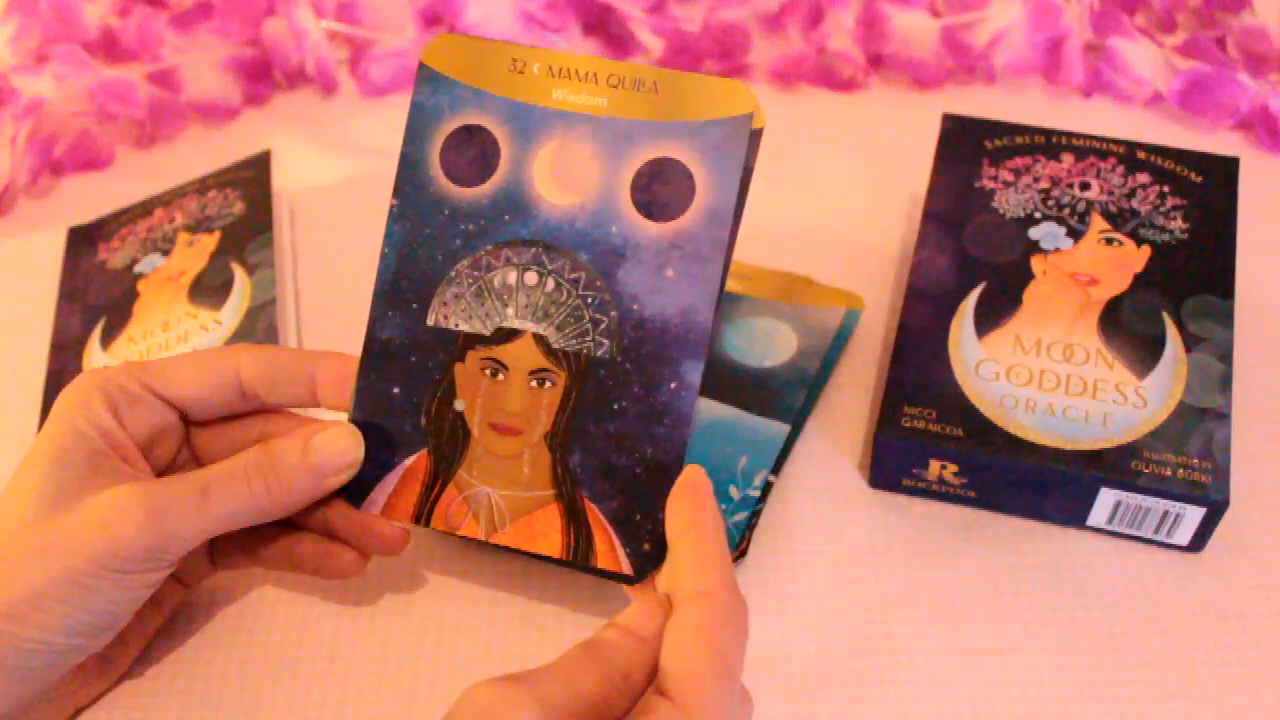 32 MAMA QUILLA
Wisdom
MOON
GODDESS
SACRED FEMININE WISDOM
MOON
GODDESS
ORACLE
NICCI
GARAICOA
ILLUSTRATED BY
OLIVIA BÜRKI
ROCKPOOL